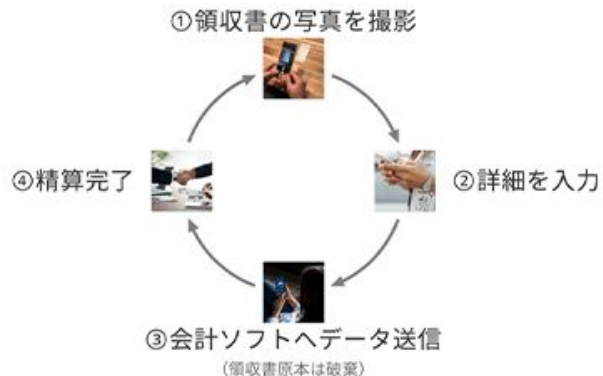 ①領収書の写真を撮影
②詳細を入力
③会計ソフトへデータ送信
(領収書原本は破棄)
④精算完了